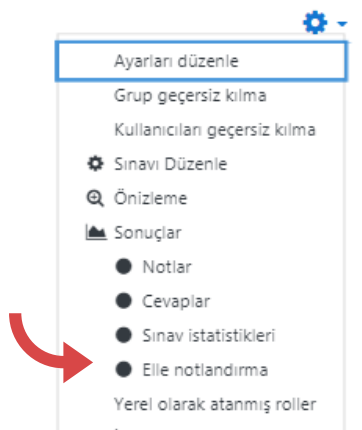 Ayarları düzenle
Grup geçersiz kılma
Kullanıcıları geçersiz kılma
Sınavı Düzenle
Önizleme
Sonuçlar
Notlar
Cevaplar
Sınav istatistikleri
Elle notlandırma
Yerel olarak atanmış roller